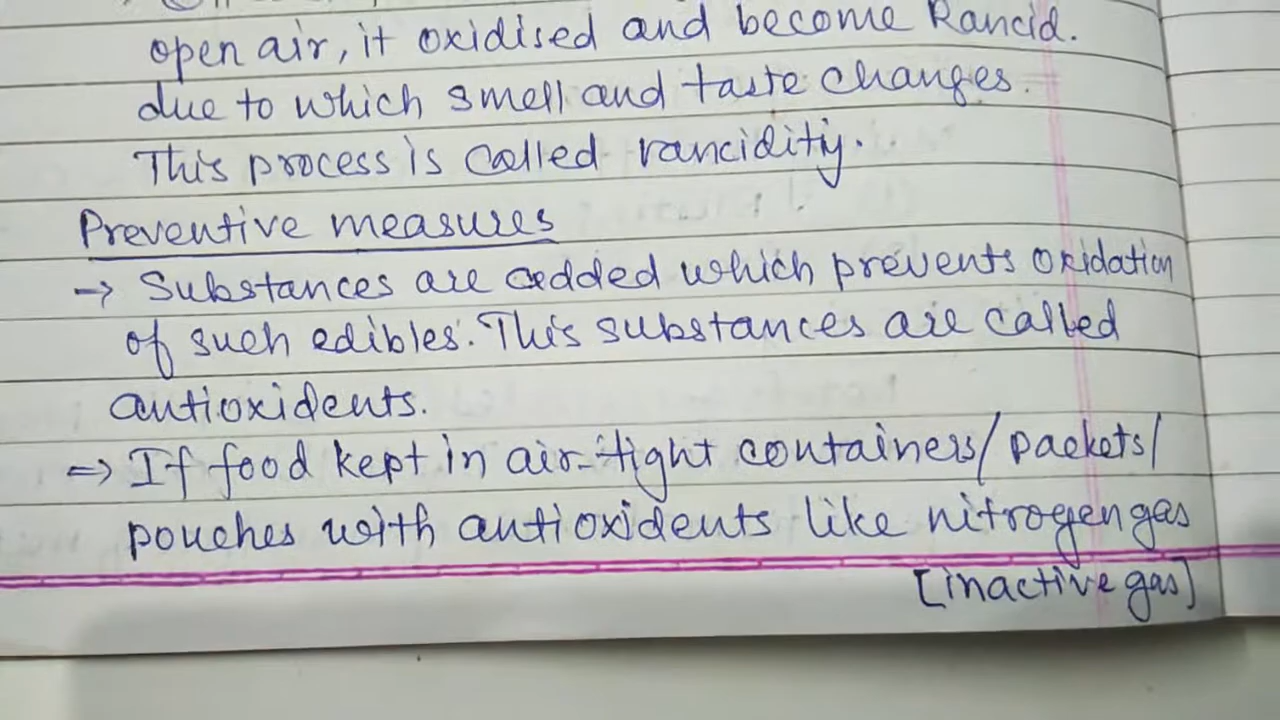 open air, it oxidised and become Rancid.
due to which smell and taste changes.
This process is called ranciditiy.
Preventive measures
→ Substances are added which prevents oxidation
of such edibles. This substances are called
antioxidents.
⇒ If food kept in air-tight containers/packets/
pouches with antioxidents like nitrogen gas
[inactive gas]